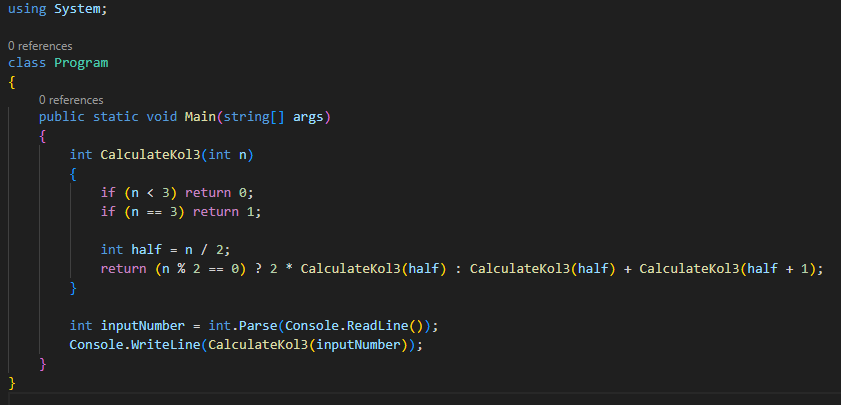 using System;
0 references
class Program
{
0 references
public static void Main(string[] args)
{
int CalculateKol3(int n)
{
if (n < 3) return 0;
if (n == 3) return 1;
int half = n / 2;
return (n % 2 == 0) ? 2 * CalculateKol3(half) : CalculateKol3(half) + CalculateKol3(half + 1);
}
int inputNumber = int.Parse(Console.ReadLine());
Console.WriteLine(CalculateKol3(inputNumber));
}
}